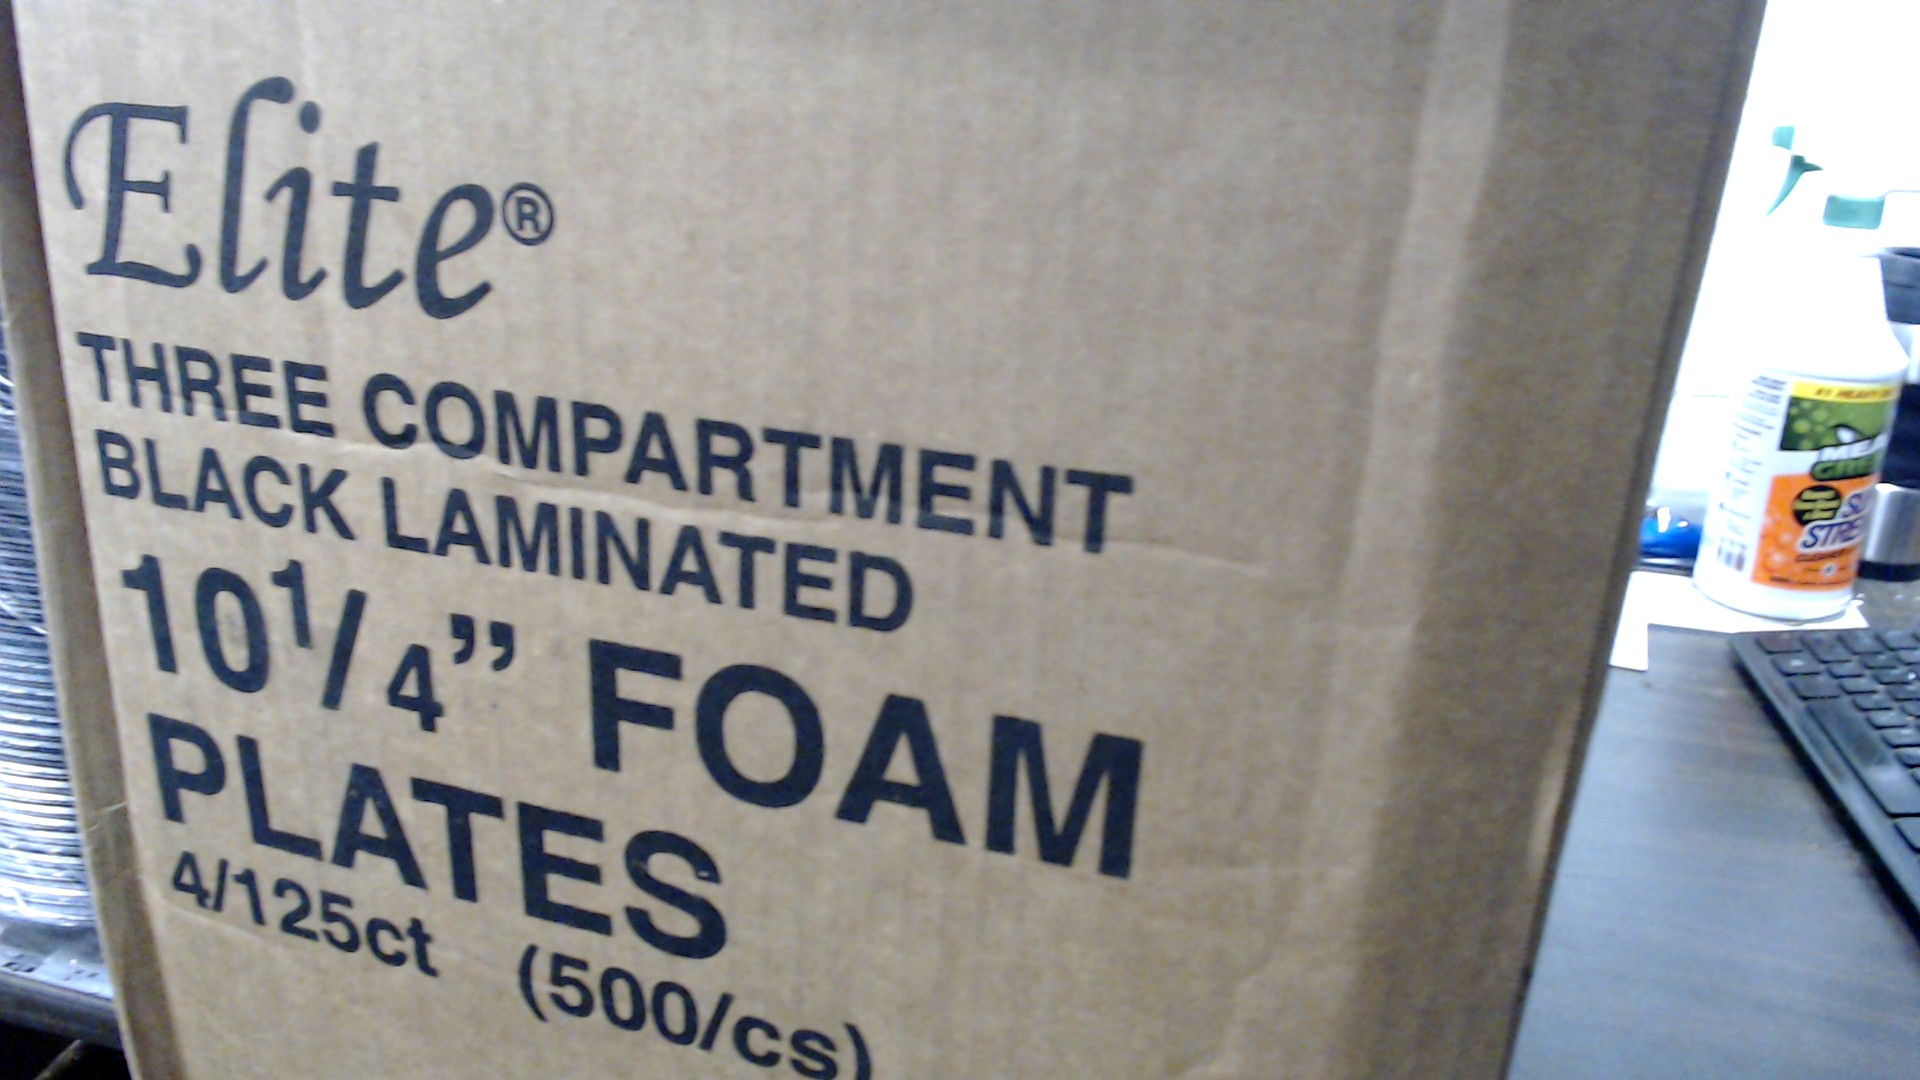 Elite®
THREE COMPARTMENT
BLACK LAMINATED
10 1/4” FOAM
PLATES
4/125ct (500/cs)